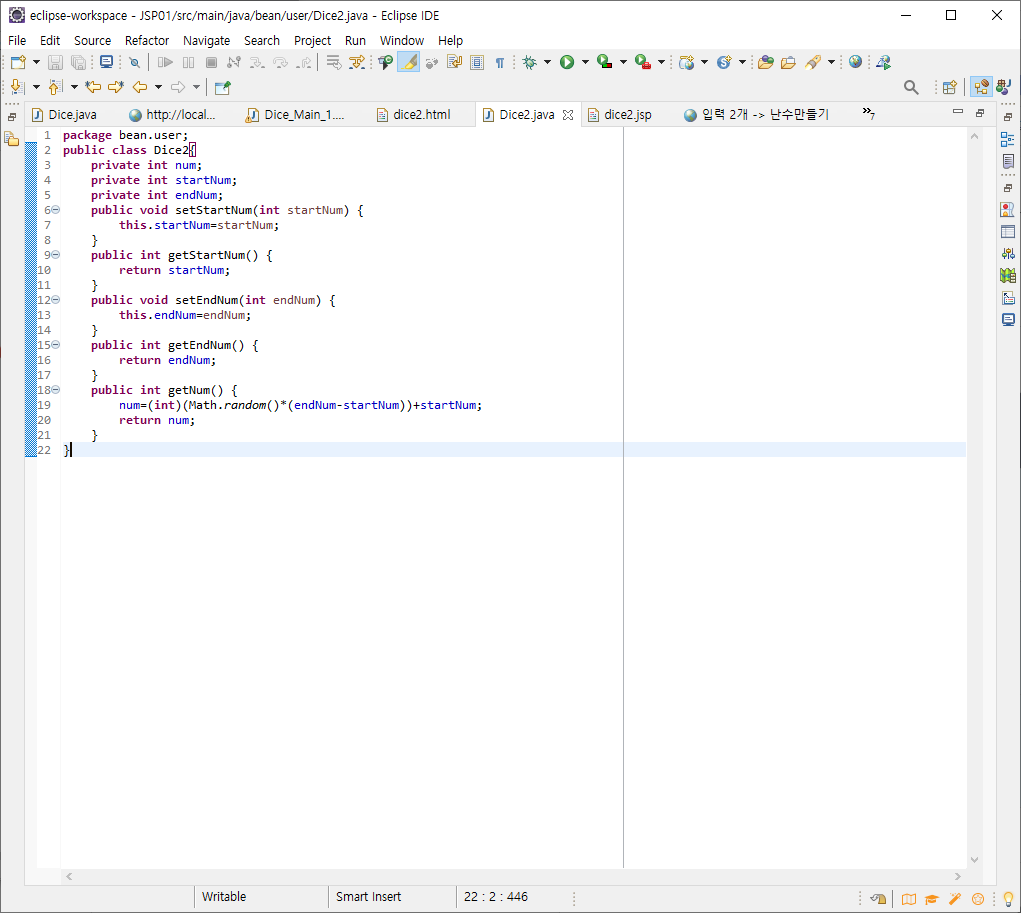 eclipse-workspace - JSP01/src/main/java/bean/user/Dice2.java - Eclipse IDE
File Edit Source Refactor Navigate Search Project Run Window Help
Dice.java http://local... Dice_Main_1.... dice2.html Dice2.java dice2.jsp 입력 2개 -> 난수만들기 »7
1 package bean.user;
2 public class Dice2{
3     private int num;
4     private int startNum;
5     private int endNum;
6     public void setStartNum(int startNum) {
7         this.startNum=startNum;
8     }
9     public int getStartNum() {
10         return startNum;
11     }
12     public void setEndNum(int endNum) {
13         this.endNum=endNum;
14     }
15     public int getEndNum() {
16         return endNum;
17     }
18     public int getNum() {
19         num=(int)(Math.random()*(endNum-startNum))+startNum;
20         return num;
21     }
22 }
Writable Smart Insert 22 : 2 : 446